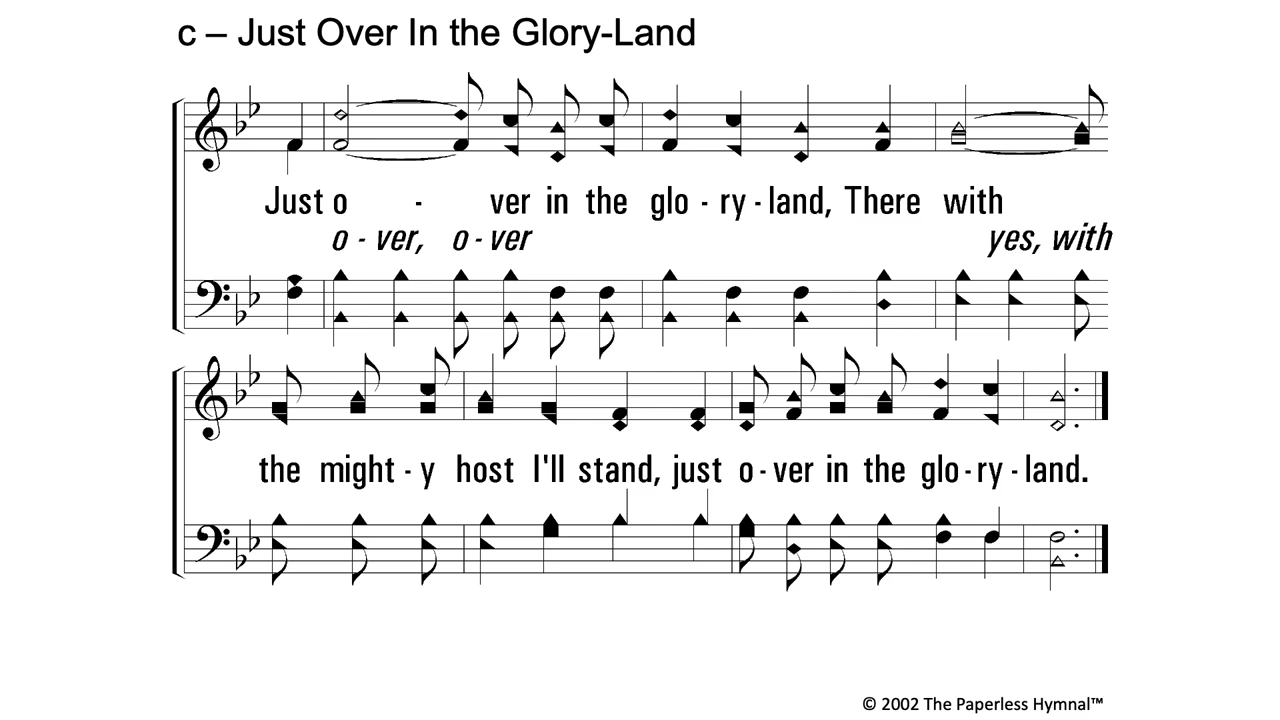 c – Just Over In the Glory-Land
Just o - ver in the glo - ry - land, There with
o - ver, o - ver yes, with
the might - y host I'll stand, just o - ver in the glo - ry - land.
© 2002 The Paperless Hymnal™